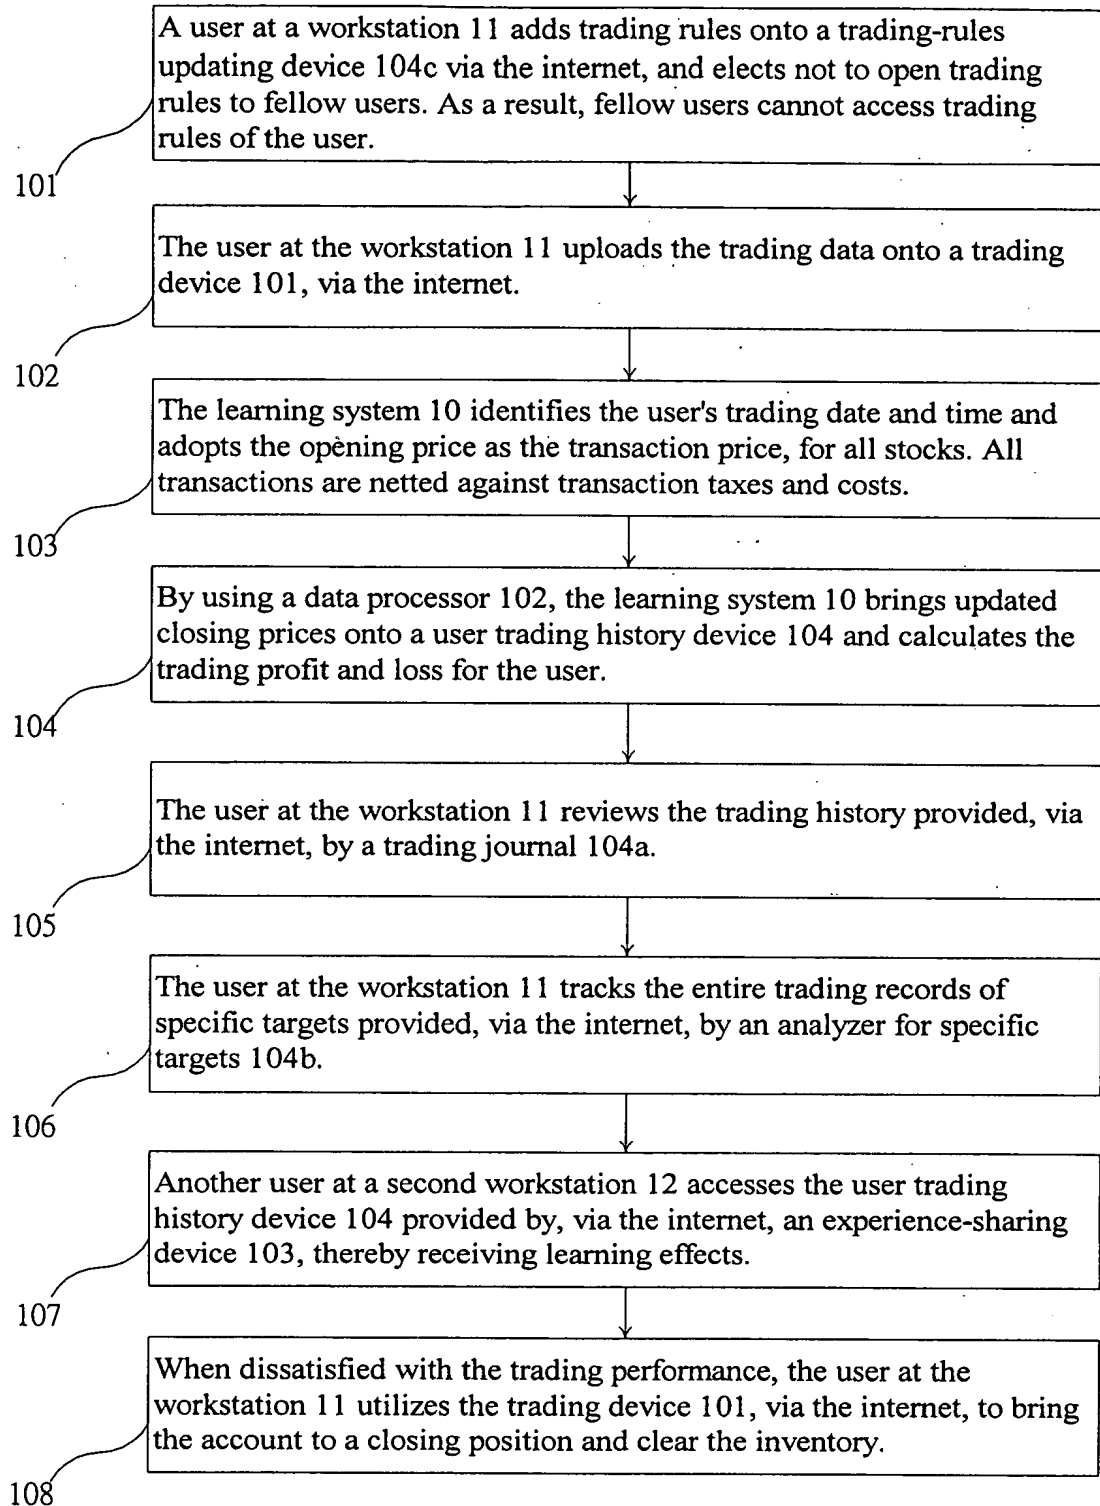 A user at a workstation 11 adds trading rules onto a trading-rules
updating device 104c via the internet, and elects not to open trading
rules to fellow users. As a result, fellow users cannot access trading
rules of the user.
101
The user at the workstation 11 uploads the trading data onto a trading
device 101, via the internet.
102
The learning system 10 identifies the user's trading date and time and
adopts the opening price as the transaction price, for all stocks. All
transactions are netted against transaction taxes and costs.
103
By using a data processor 102, the learning system 10 brings updated
closing prices onto a user trading history device 104 and calculates the
trading profit and loss for the user.
104
The user at the workstation 11 reviews the trading history provided, via
the internet, by a trading journal 104a.
105
The user at the workstation 11 tracks the entire trading records of
specific targets provided, via the internet, by an analyzer for specific
targets 104b.
106
Another user at a second workstation 12 accesses the user trading
history device 104 provided by, via the internet, an experience-sharing
device 103, thereby receiving learning effects.
107
When dissatisfied with the trading performance, the user at the
workstation 11 utilizes the trading device 101, via the internet, to bring
the account to a closing position and clear the inventory.
108